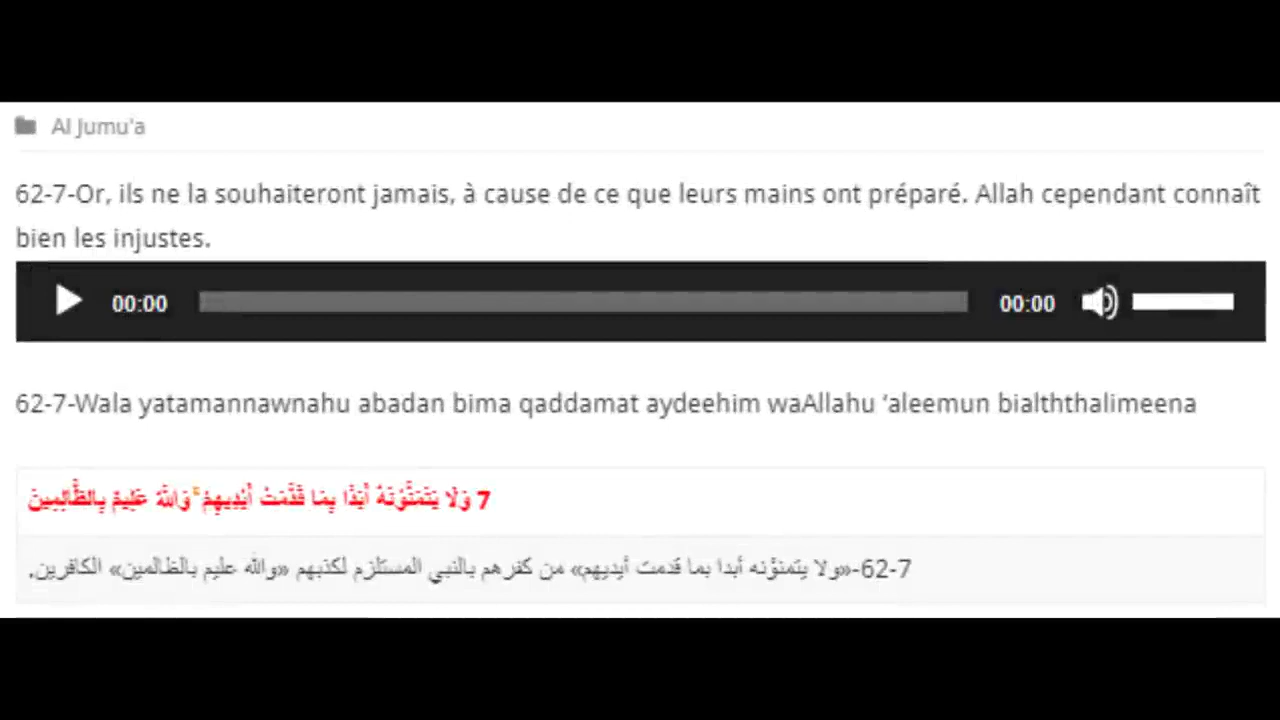 Al Jumu'a
62-7-Or, ils ne la souhaiteront jamais, à cause de ce que leurs mains ont préparé. Allah cependant connaît
bien les injustes.
00:00 00:00
62-7-Wala yatamannawnahu abadan bima qaddamat aydeehim waAllahu ‘aleemun bialththalimeena
7 وَلَا يَتَمَنَّوْنَهُ أَبَدًا بِمَا قَدَّمَتْ أَيْدِيهِمْ ۚ وَاللَّهُ عَلِيمٌ بِالظَّالِمِينَ
62-7-«ولا يتمنوْنه أبدا بما قدمت أيديهم» من كفرهم بالنبي المستلزم لكذبهم «والله عليم بالظالمين» الكافرين.